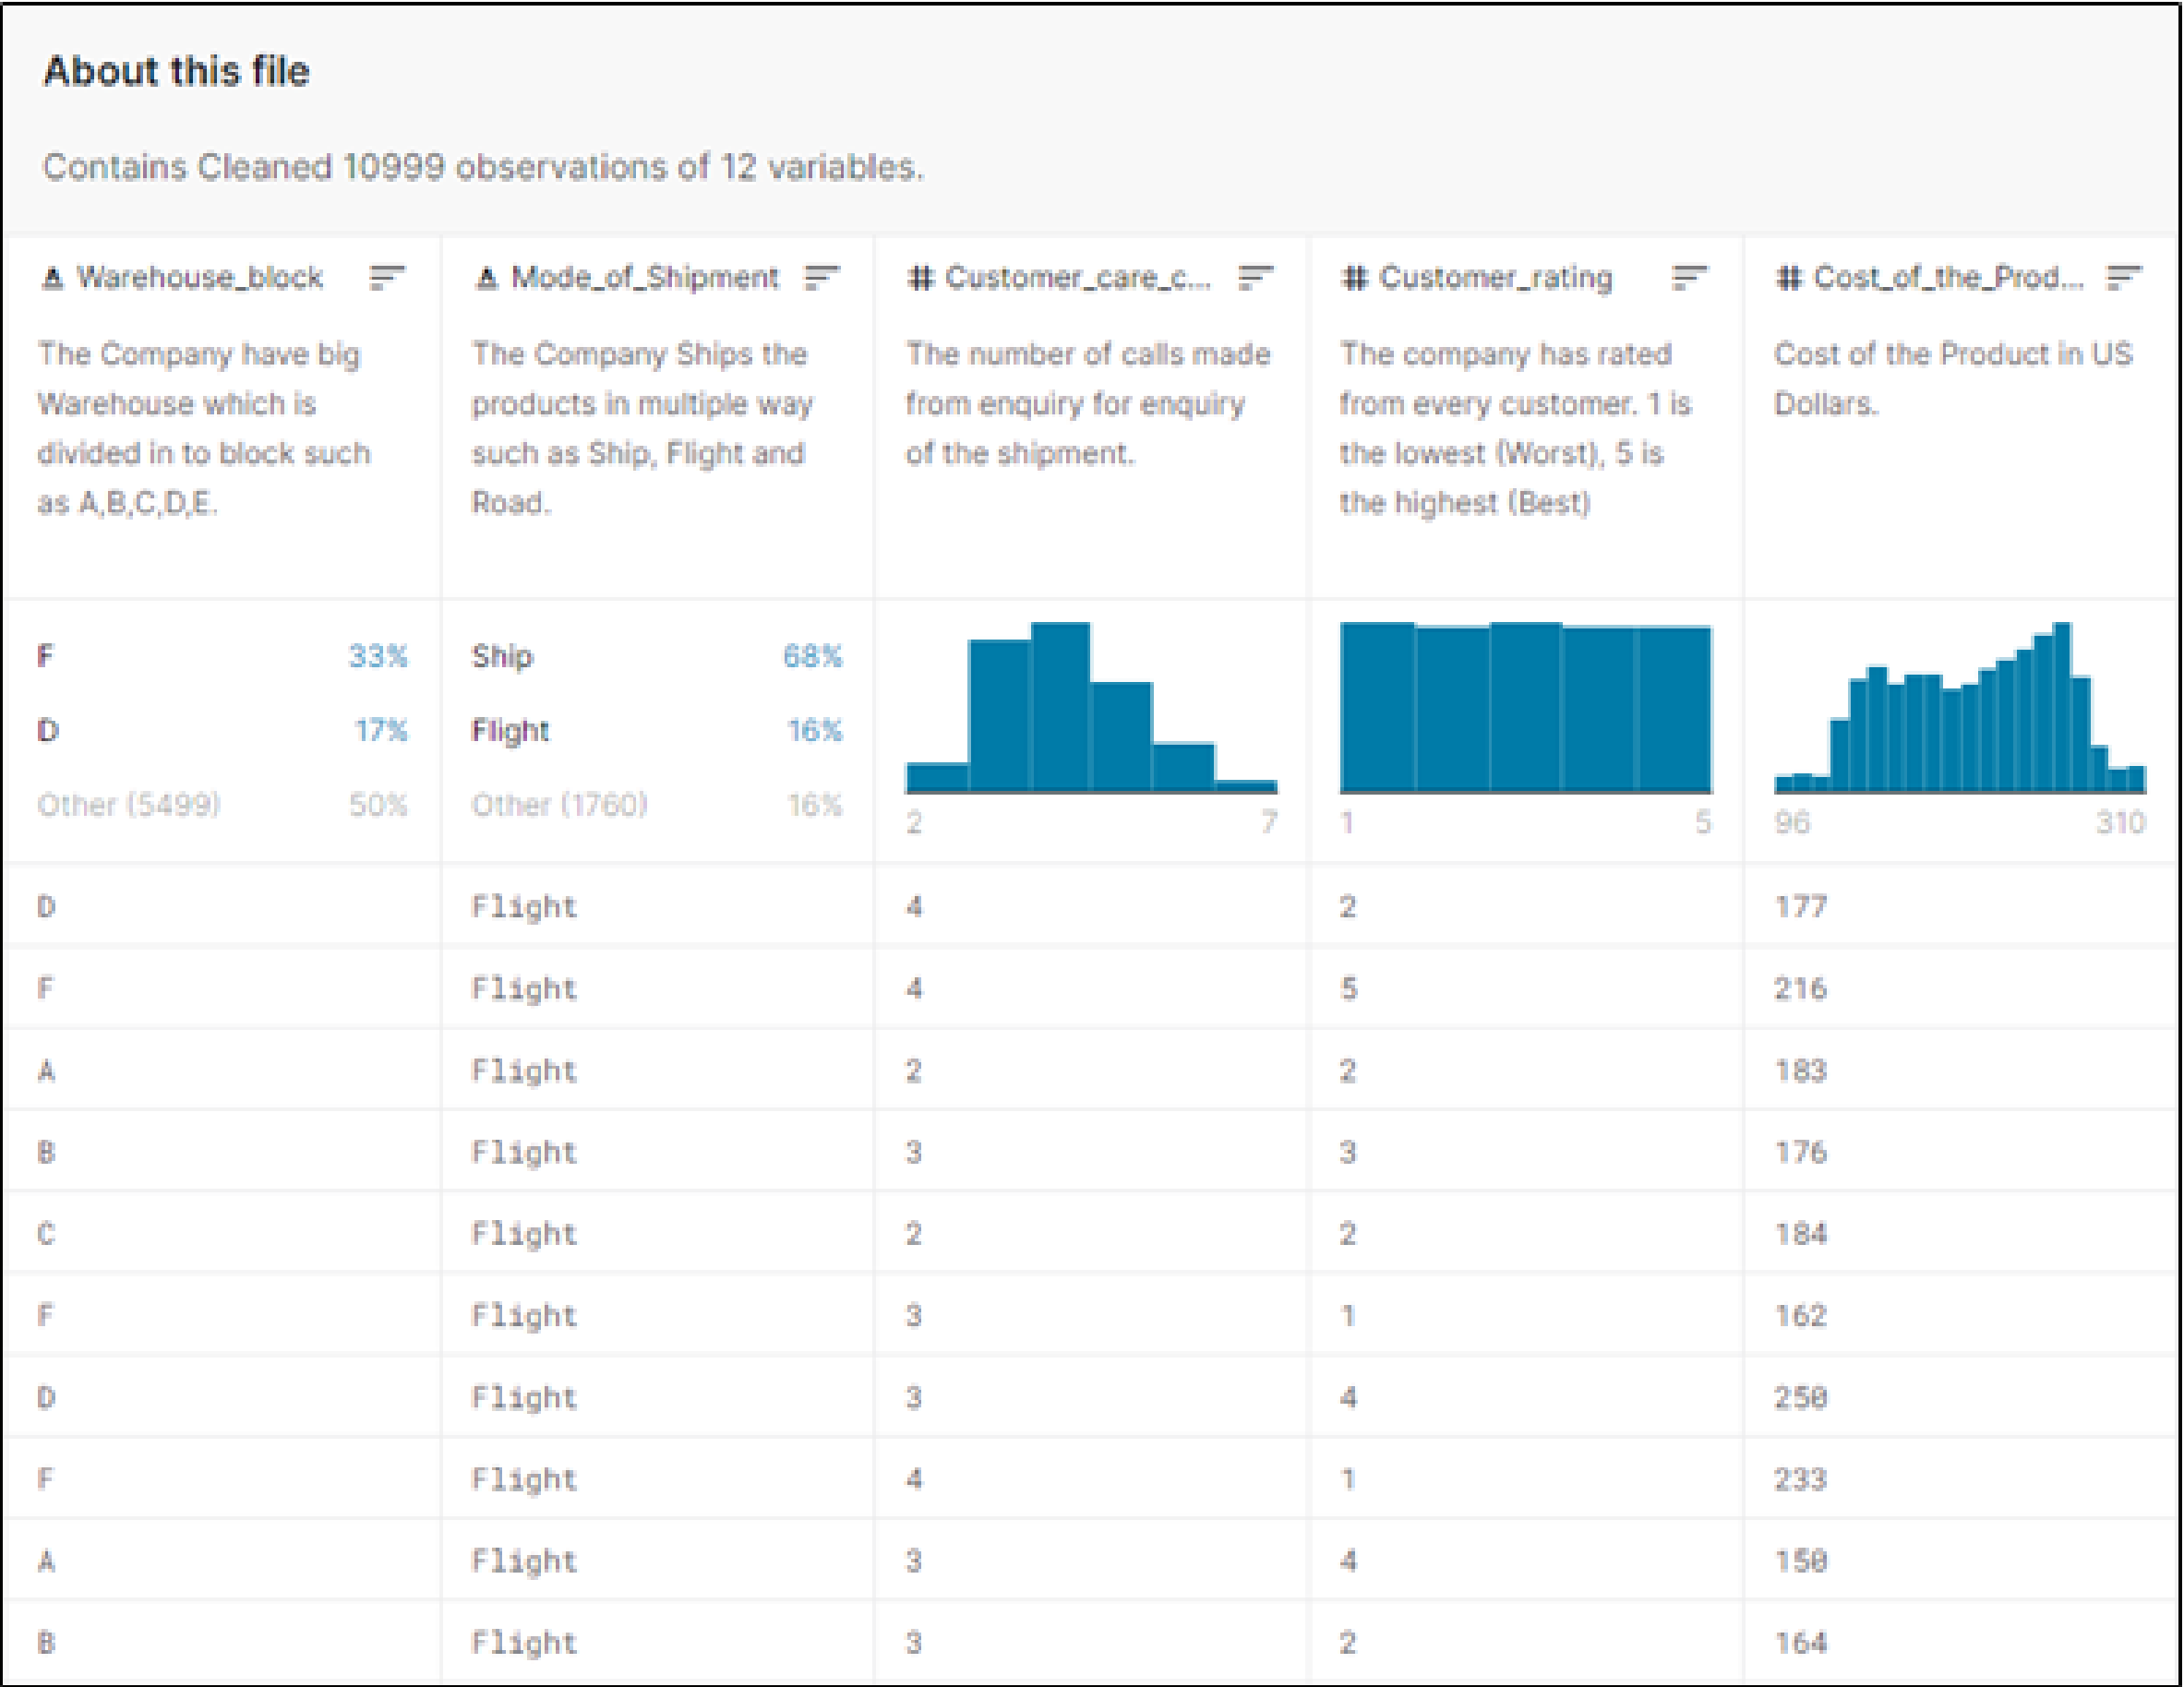 About this file
Contains Cleaned 10999 observations of 12 variables.
Warehouse_block
The Company have big
Warehouse which is
divided in to block such
as A,B,C,D,E.
Mode_of_Shipment
The Company Ships the
products in multiple way
such as Ship, Flight and
Road.
Customer_care_c...
The number of calls made
from enquiry for enquiry
of the shipment.
Customer_rating
The company has rated
from every customer. 1 is
the lowest (Worst), 5 is
the highest (Best)
Cost_of_the_Prod...
Cost of the Product in US
Dollars.
F 33%
D 17%
Other (5499) 50%
Ship 68%
Flight 16%
Other (1760) 16%
2 7
1 5
96 310
D Flight 4 2 177
F Flight 4 5 216
A Flight 2 2 183
B Flight 3 3 176
C Flight 2 2 184
F Flight 3 1 162
D Flight 3 4 250
F Flight 4 1 233
A Flight 3 4 150
B Flight 3 2 164